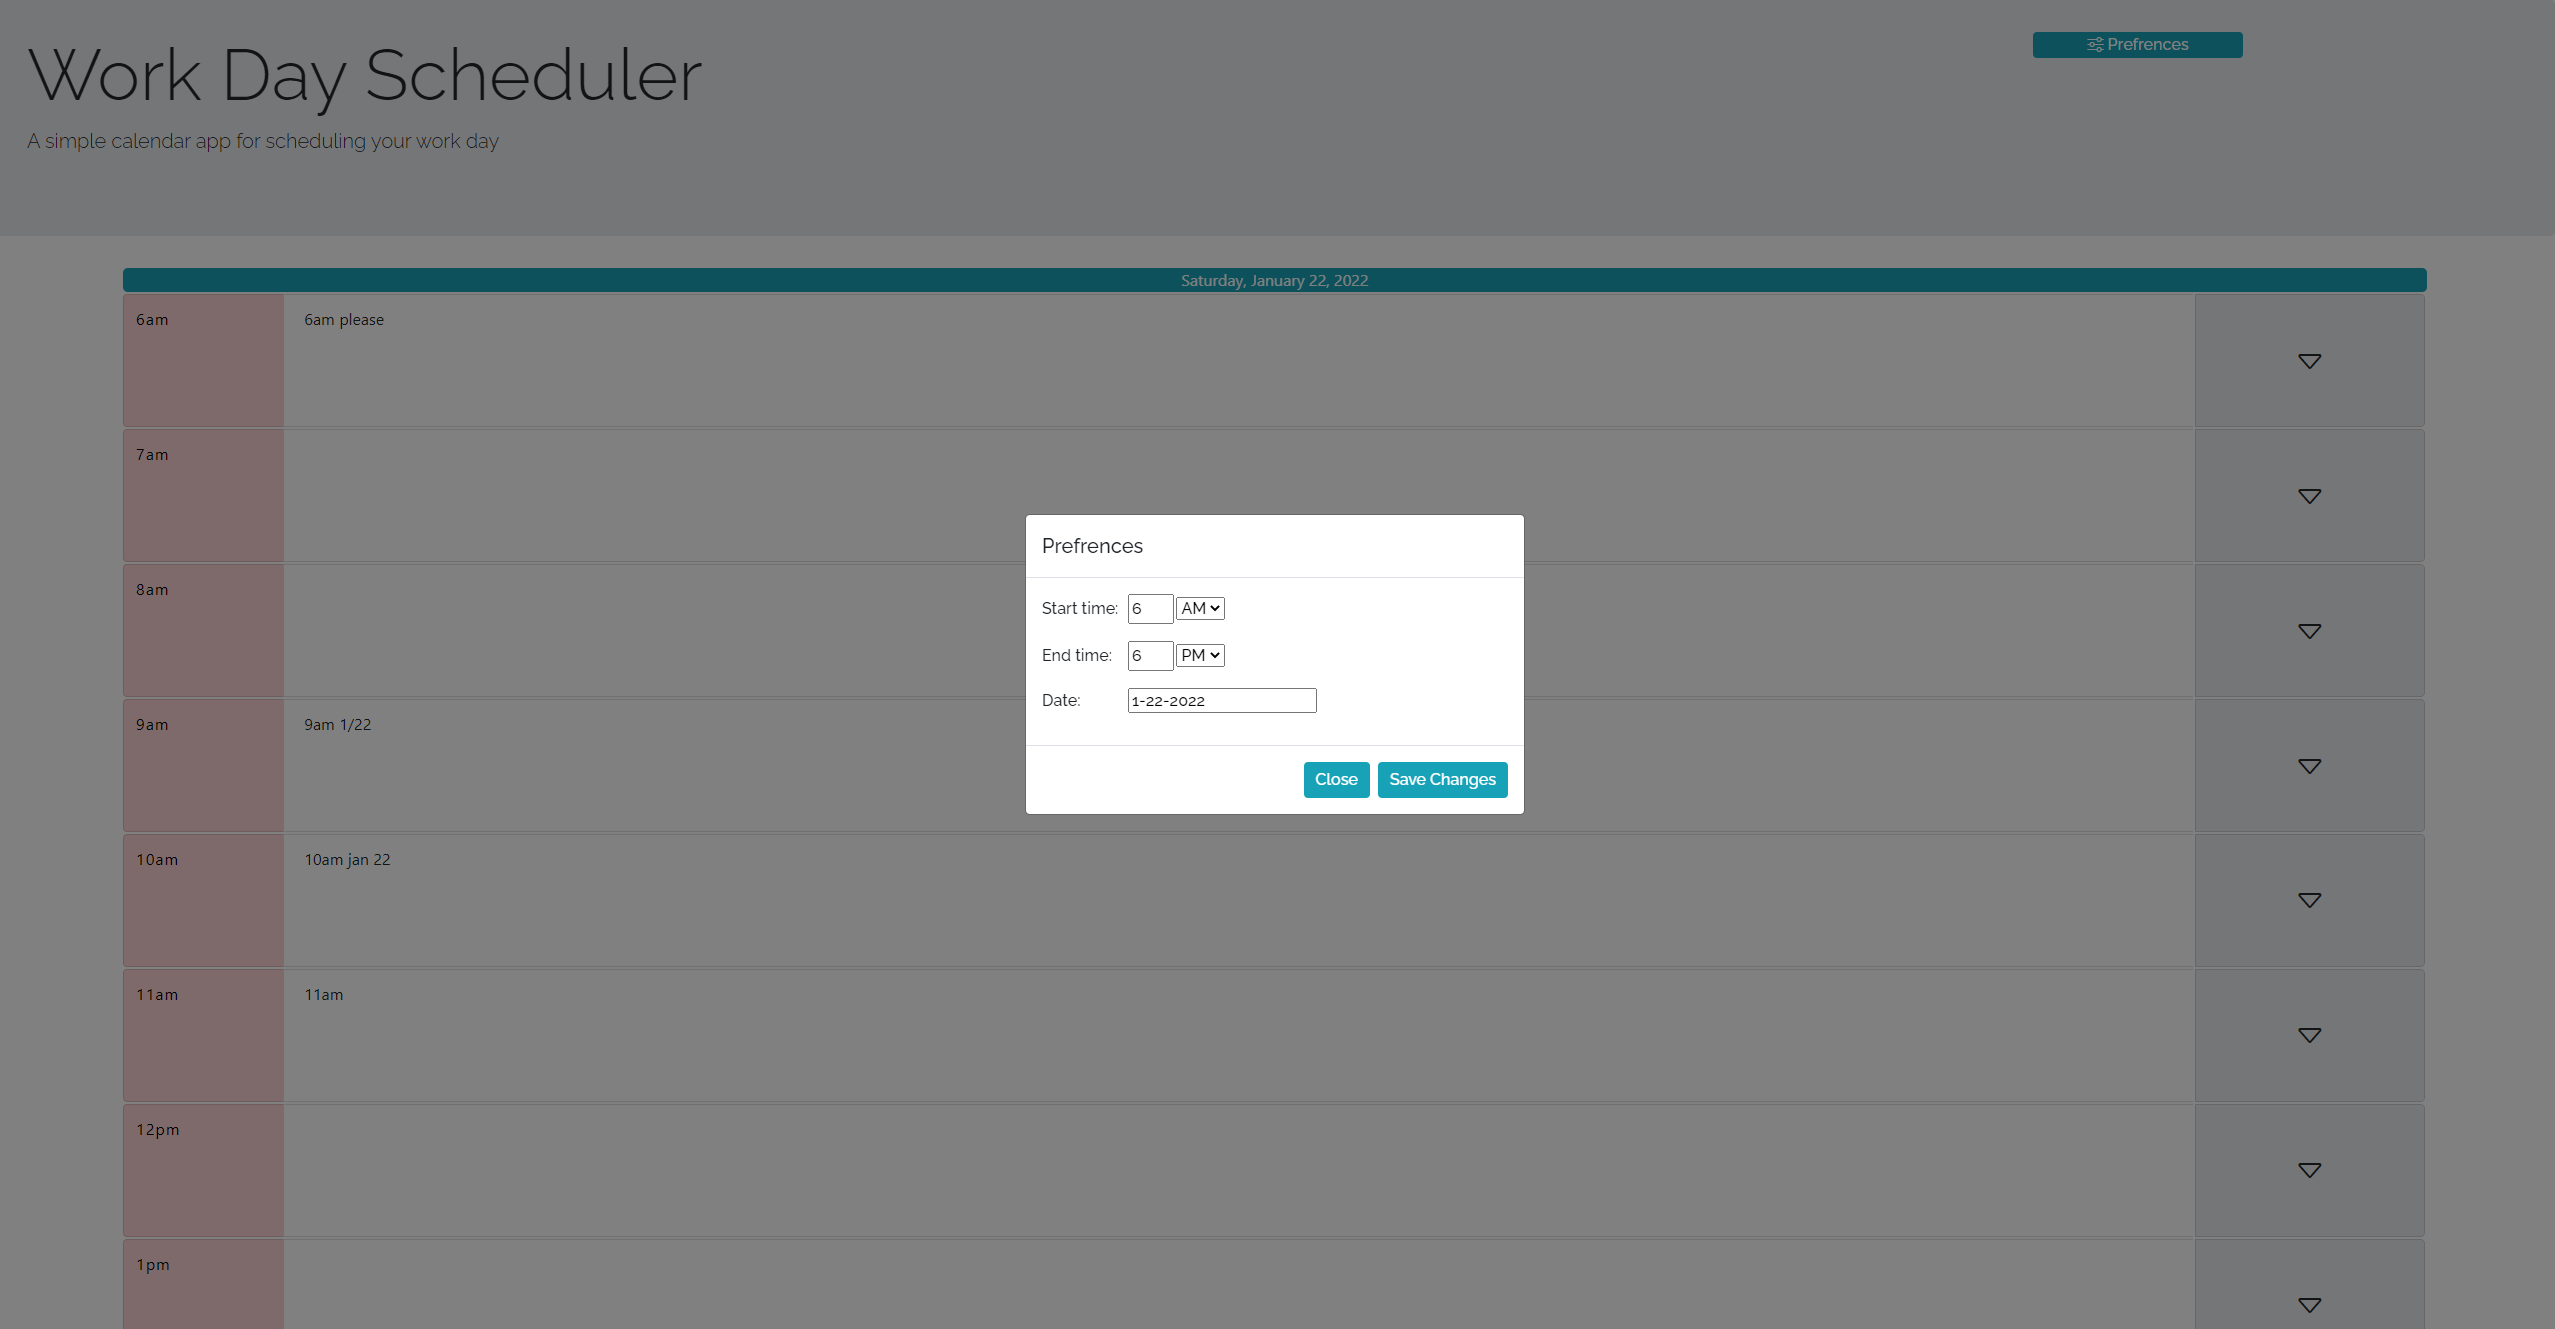 Work Day Scheduler
Prefrences
A simple calendar app for scheduling your work day
Saturday, January 22, 2022
6am 6am please
7am
8am
9am 9am 1/22
10am 10am jan 22
11am 11am
12pm
1pm
Prefrences
Start time: 6 AM
End time: 6 PM
Date: 1-22-2022
Close Save Changes